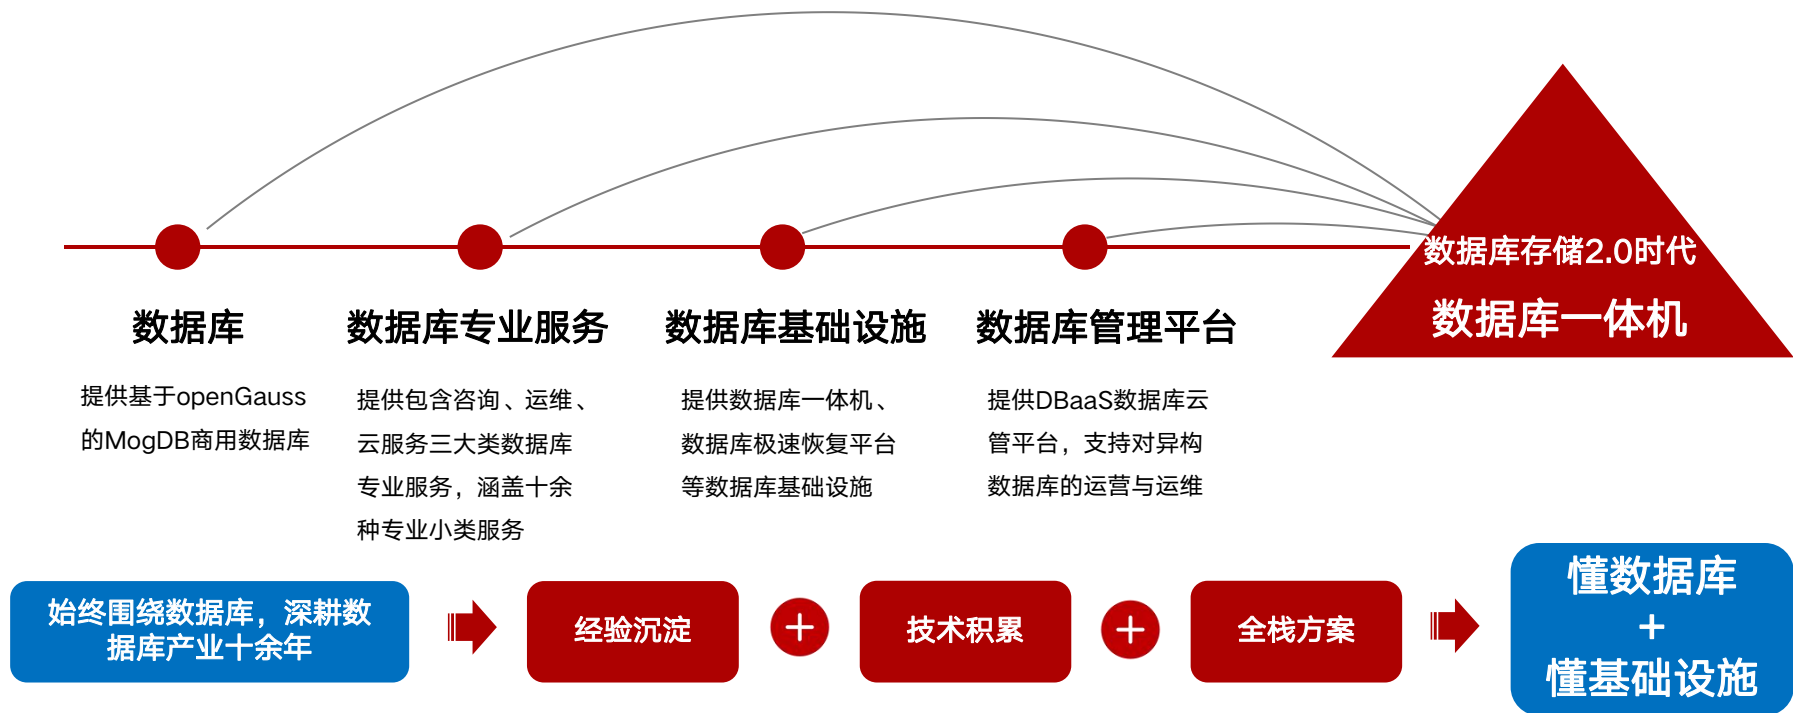 数据库存储2.0时代
数据库一体机
数据库
提供基于openGauss
的MogDB商用数据库
数据库专业服务
提供包含咨询、运维、
云服务三大类数据库
专业服务，涵盖十余
种专业小类服务
数据库基础设施
提供数据库一体机、
数据库极速恢复平台
等数据库基础设施
数据库管理平台
提供DBaaS数据库云
管平台，支持对异构
数据库的运营与运维
始终围绕数据库，深耕数
据库产业十余年
经验沉淀
+
技术积累
+
全栈方案
懂数据库
+
懂基础设施